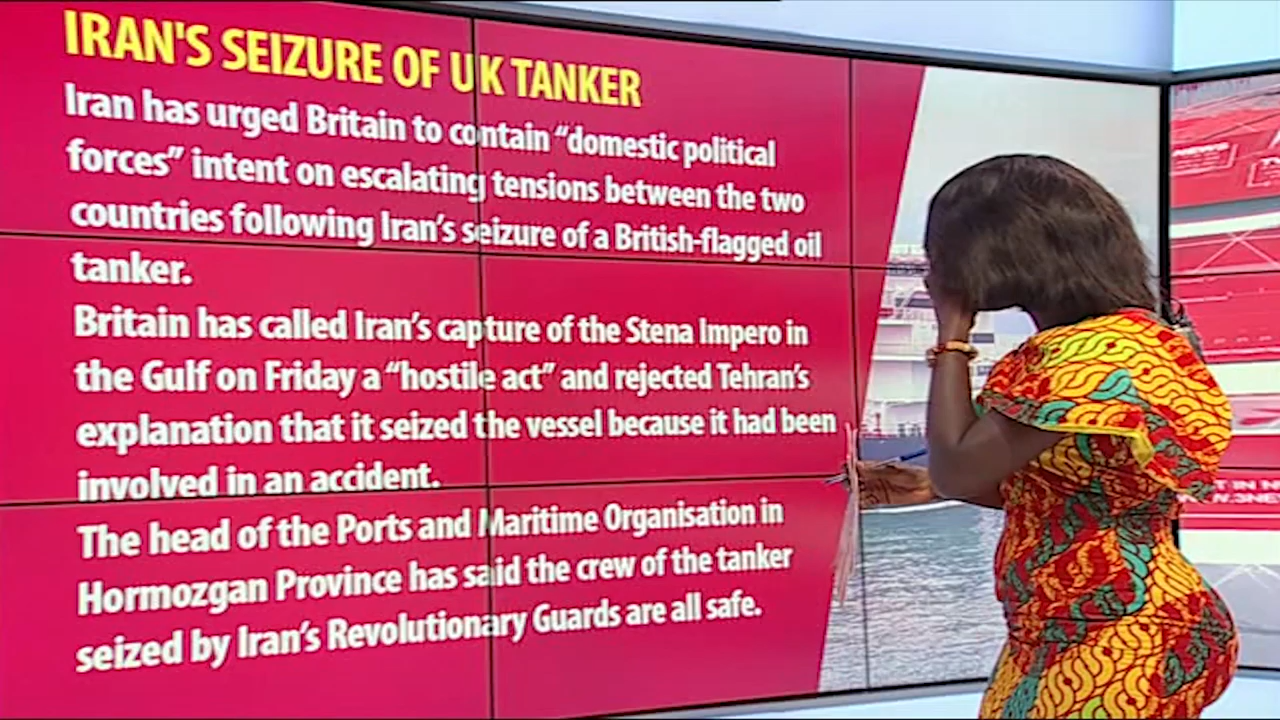 IRAN'S SEIZURE OF UK TANKER
Iran has urged Britain to contain “domestic political
forces” intent on escalating tensions between the two
countries following Iran’s seizure of a British-flagged oil
tanker.
Britain has called Iran’s capture of the Stena Impero in
the Gulf on Friday a “hostile act” and rejected Tehran’s
explanation that it seized the vessel because it had been
involved in an accident.
The head of the Ports and Maritime Organisation in
Hormozgan Province has said the crew of the tanker
seized by Iran’s Revolutionary Guards are all safe.
NEWS